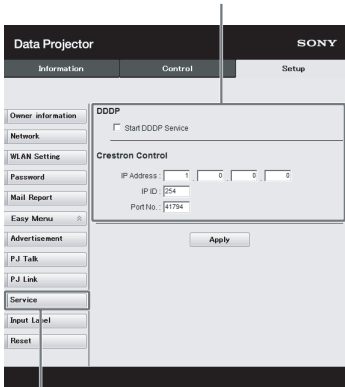 Data Projector
SONY
Information
Control
Setup
Owner information
Network
WLAN Setting
Password
Mail Report
Easy Menu
Advertisement
PJ Talk
PJ Link
Service
Input Label
Reset
DDDP
Start DDDP Service
Crestron Control
IP Address : 1 . 0 . 0 . 0
IP ID : 254
Port No. : 41794
Apply